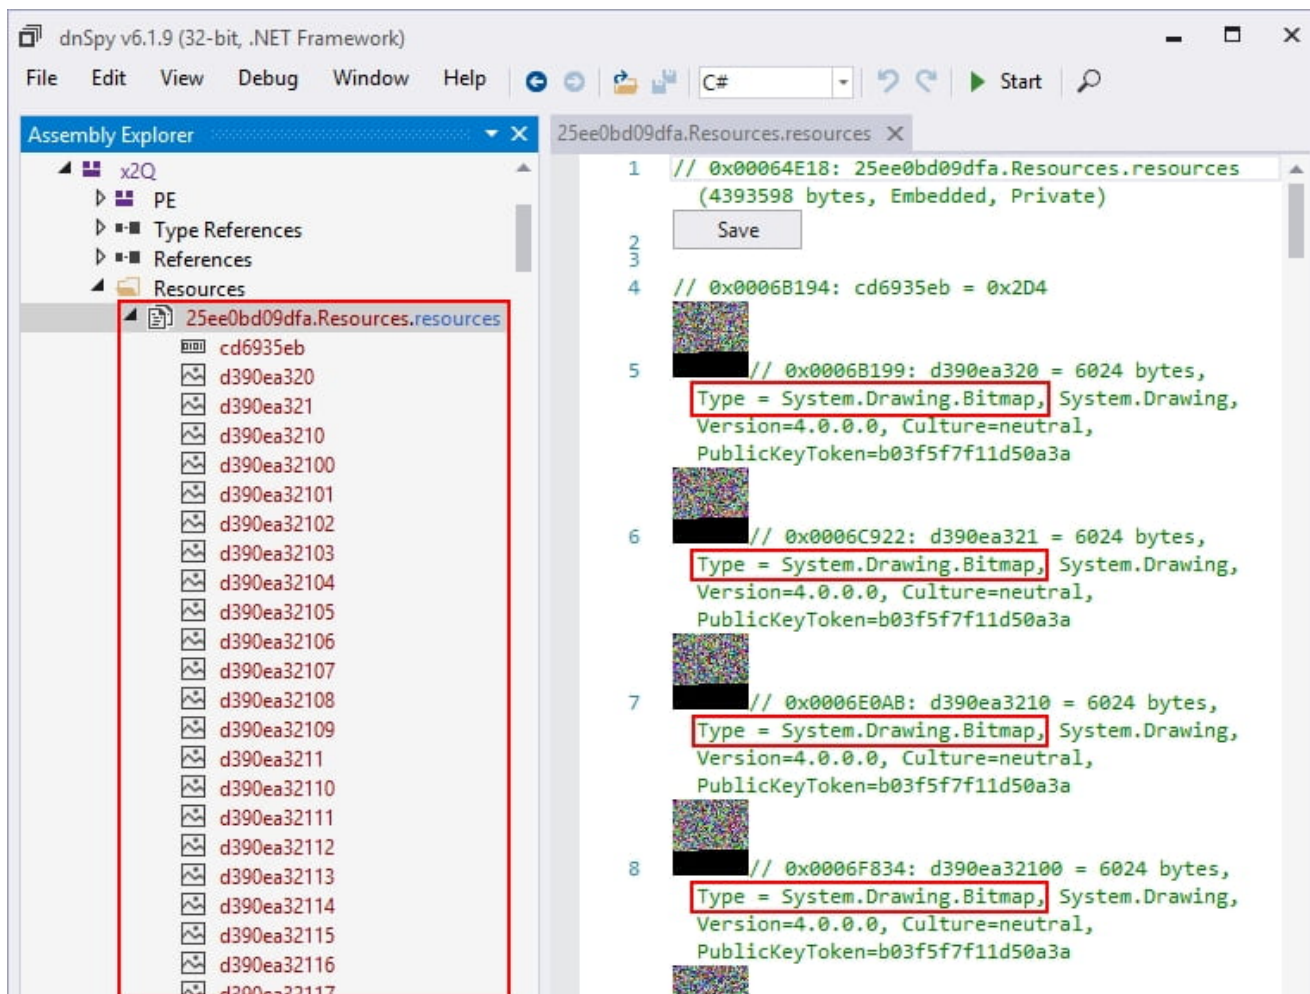 dnSpy v6.1.9 (32-bit, .NET Framework)
File Edit View Debug Window Help C# Start
Assembly Explorer
x2Q
PE
Type References
References
Resources
25ee0bd09dfa.Resources.resources
cd6935eb
d390ea320
d390ea321
d390ea3210
d390ea32100
d390ea32101
d390ea32102
d390ea32103
d390ea32104
d390ea32105
d390ea32106
d390ea32107
d390ea32108
d390ea32109
d390ea3211
d390ea32110
d390ea32111
d390ea32112
d390ea32113
d390ea32114
d390ea32115
d390ea32116
d390ea32117
25ee0bd09dfa.Resources.resources
1 // 0x00064E18: 25ee0bd09dfa.Resources.resources
(4393598 bytes, Embedded, Private)
Save
2
3
4 // 0x0006B194: cd6935eb = 0x2D4
5 // 0x0006B199: d390ea320 = 6024 bytes,
Type = System.Drawing.Bitmap, System.Drawing,
Version=4.0.0.0, Culture=neutral,
PublicKeyToken=b03f5f7f11d50a3a
6 // 0x0006C922: d390ea321 = 6024 bytes,
Type = System.Drawing.Bitmap, System.Drawing,
Version=4.0.0.0, Culture=neutral,
PublicKeyToken=b03f5f7f11d50a3a
7 // 0x0006E0AB: d390ea3210 = 6024 bytes,
Type = System.Drawing.Bitmap, System.Drawing,
Version=4.0.0.0, Culture=neutral,
PublicKeyToken=b03f5f7f11d50a3a
8 // 0x0006F834: d390ea32100 = 6024 bytes,
Type = System.Drawing.Bitmap, System.Drawing,
Version=4.0.0.0, Culture=neutral,
PublicKeyToken=b03f5f7f11d50a3a